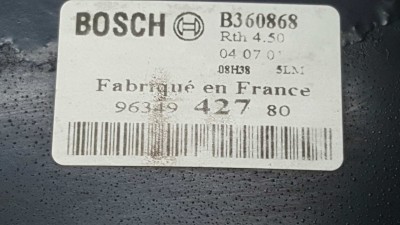 BOSCH B360868
Rth 4.50
04 07 0
08H38 5LM
Fabriqué en France
96349 427 80